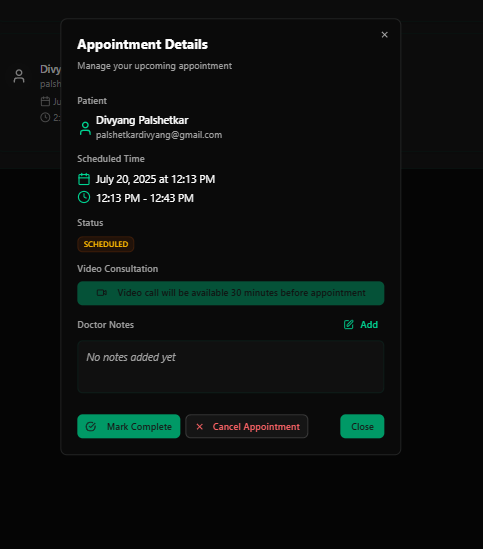 Appointment Details
Manage your upcoming appointment
Patient
Divyang Palshetkar
palshetkardivyang@gmail.com
Scheduled Time
July 20, 2025 at 12:13 PM
12:13 PM - 12:43 PM
Status
SCHEDULED
Video Consultation
Video call will be available 30 minutes before appointment
Doctor Notes
Add
No notes added yet
Mark Complete
Cancel Appointment
Close
Divy
palsh
Ju
2: